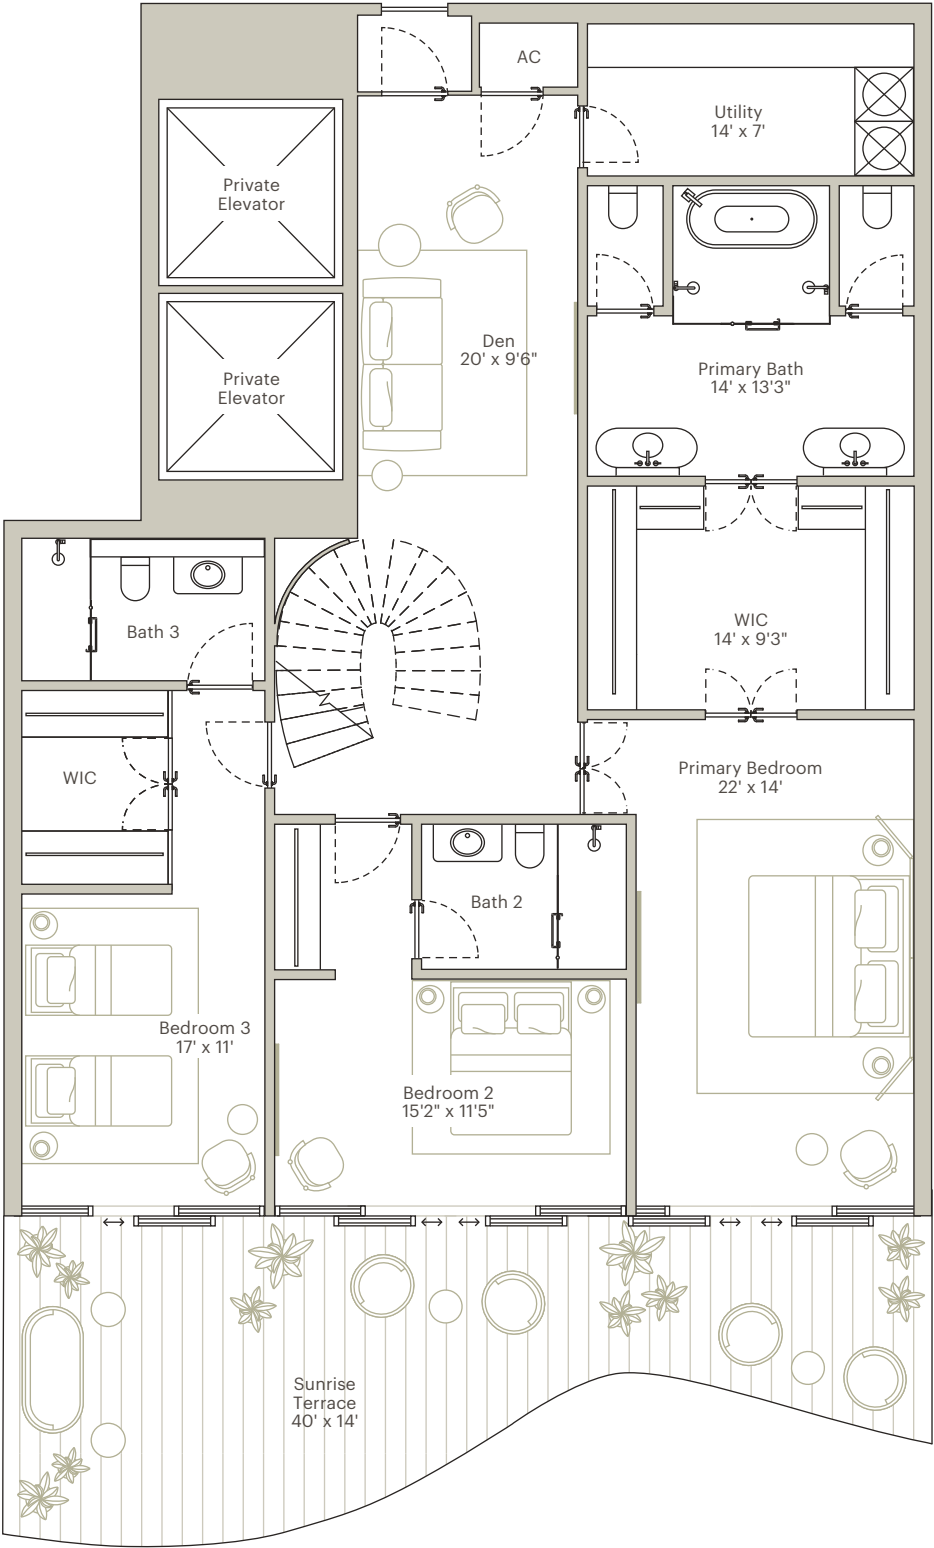 AC
Utility
14' x 7'
Private
Elevator
Den
20' x 9'6"
Primary Bath
14' x 13'3"
Private
Elevator
Bath 3
WIC
14' x 9'3"
WIC
Primary Bedroom
22' x 14'
Bath 2
Bedroom 3
17' x 11'
Bedroom 2
15'2" x 11'5"
Sunrise
Terrace
40' x 14'